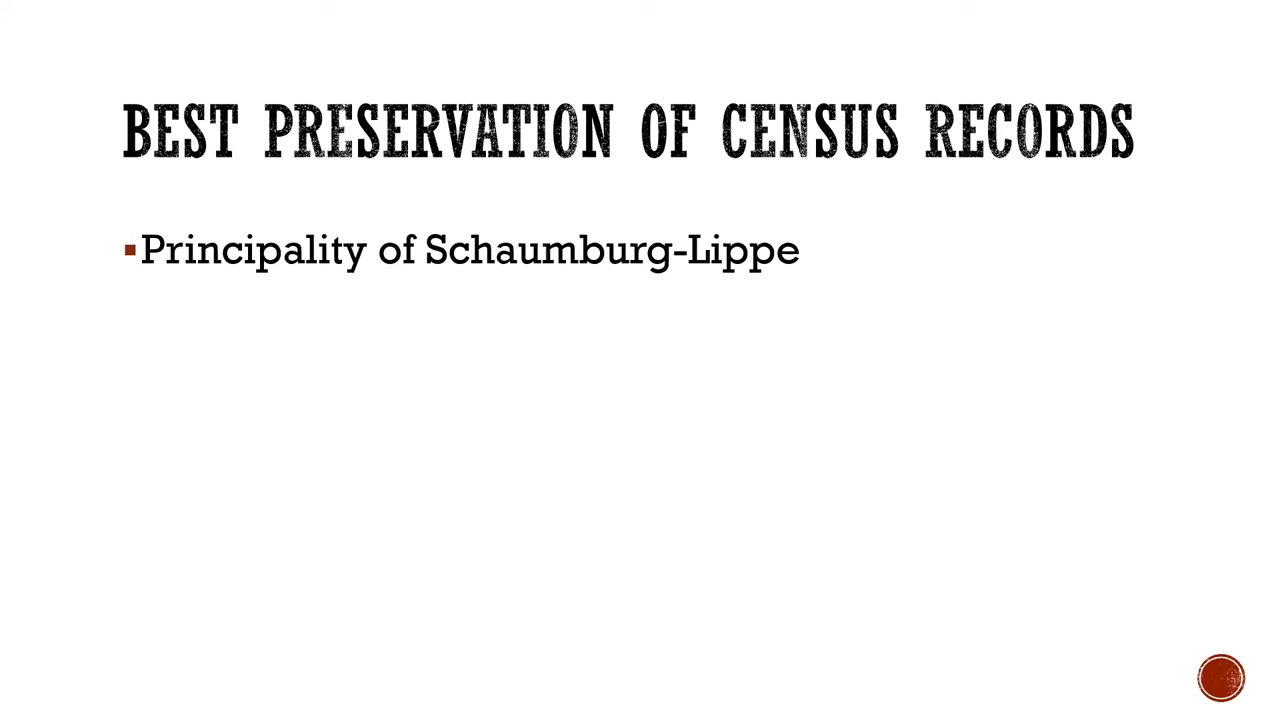 BEST PRESERVATION OF CENSUS RECORDS
▪Principality of Schaumburg-Lippe